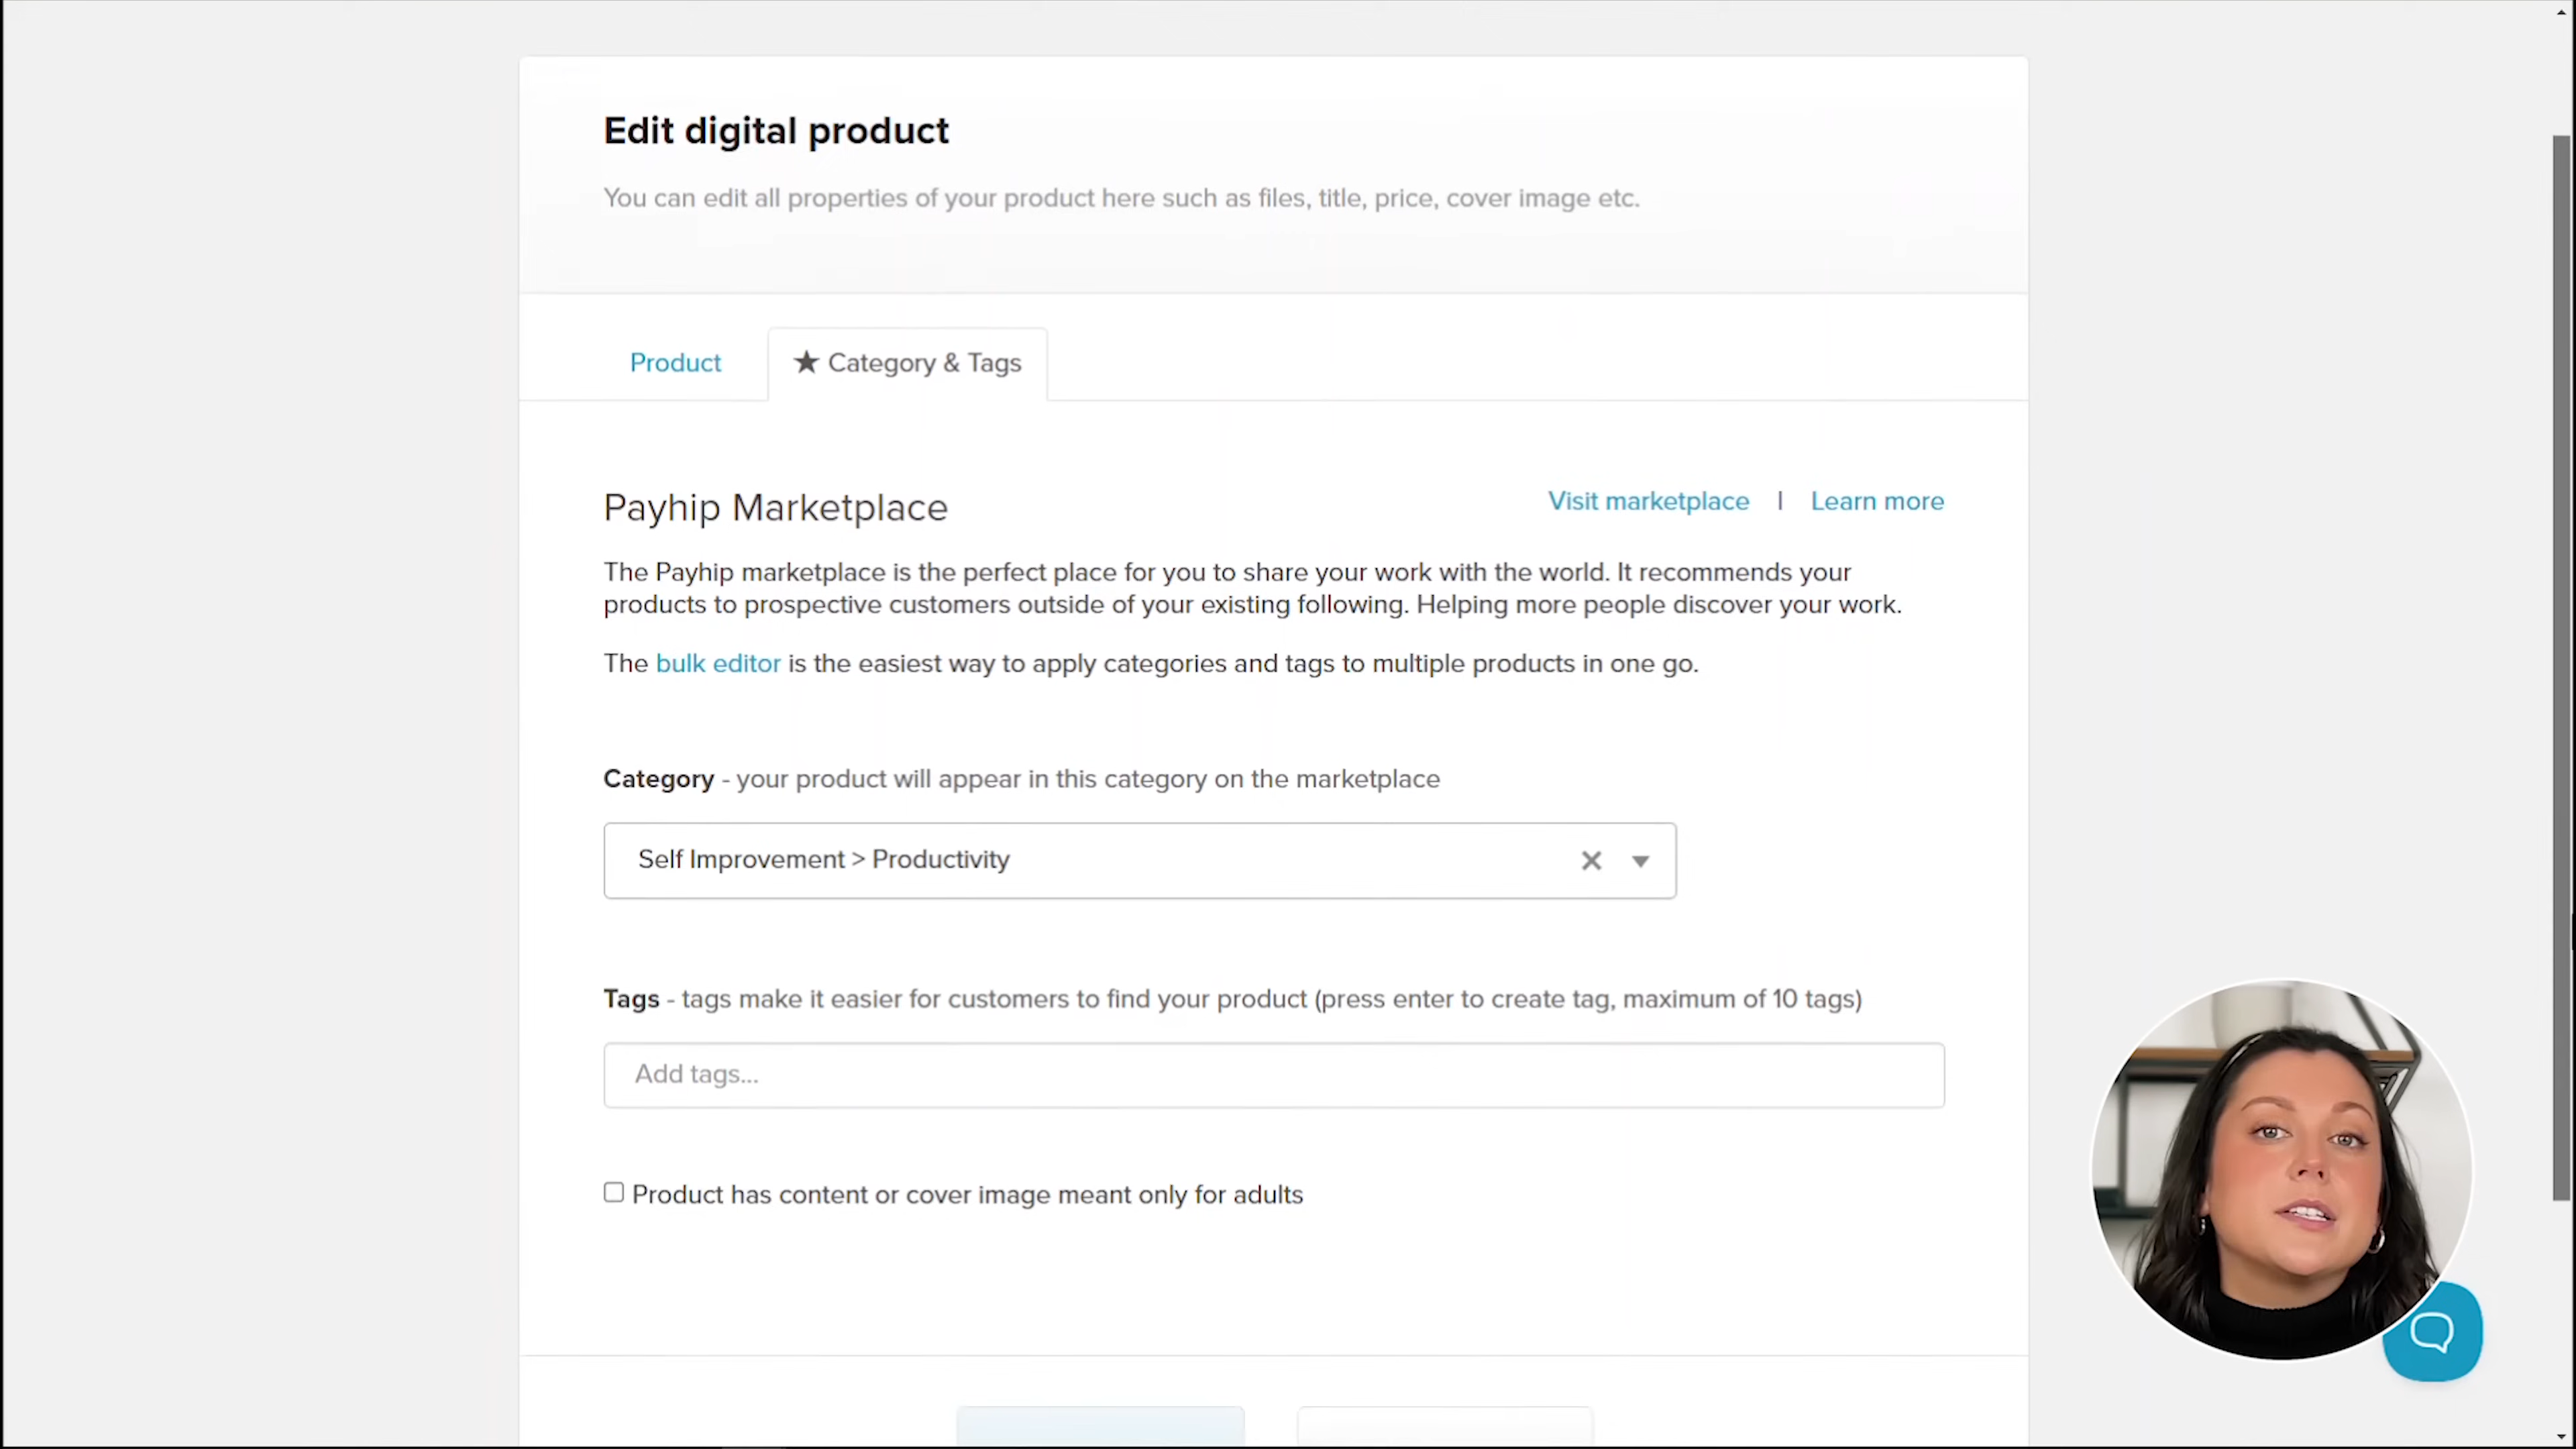 Edit digital product
You can edit all properties of your product here such as files, title, price, cover image etc.
Product
★ Category & Tags
Payhip Marketplace
Visit marketplace | Learn more
The Payhip marketplace is the perfect place for you to share your work with the world. It recommends your
products to prospective customers outside of your existing following. Helping more people discover your work.
The bulk editor is the easiest way to apply categories and tags to multiple products in one go.
Category - your product will appear in this category on the marketplace
Self Improvement > Productivity
Tags - tags make it easier for customers to find your product (press enter to create tag, maximum of 10 tags)
Add tags...
Product has content or cover image meant only for adults